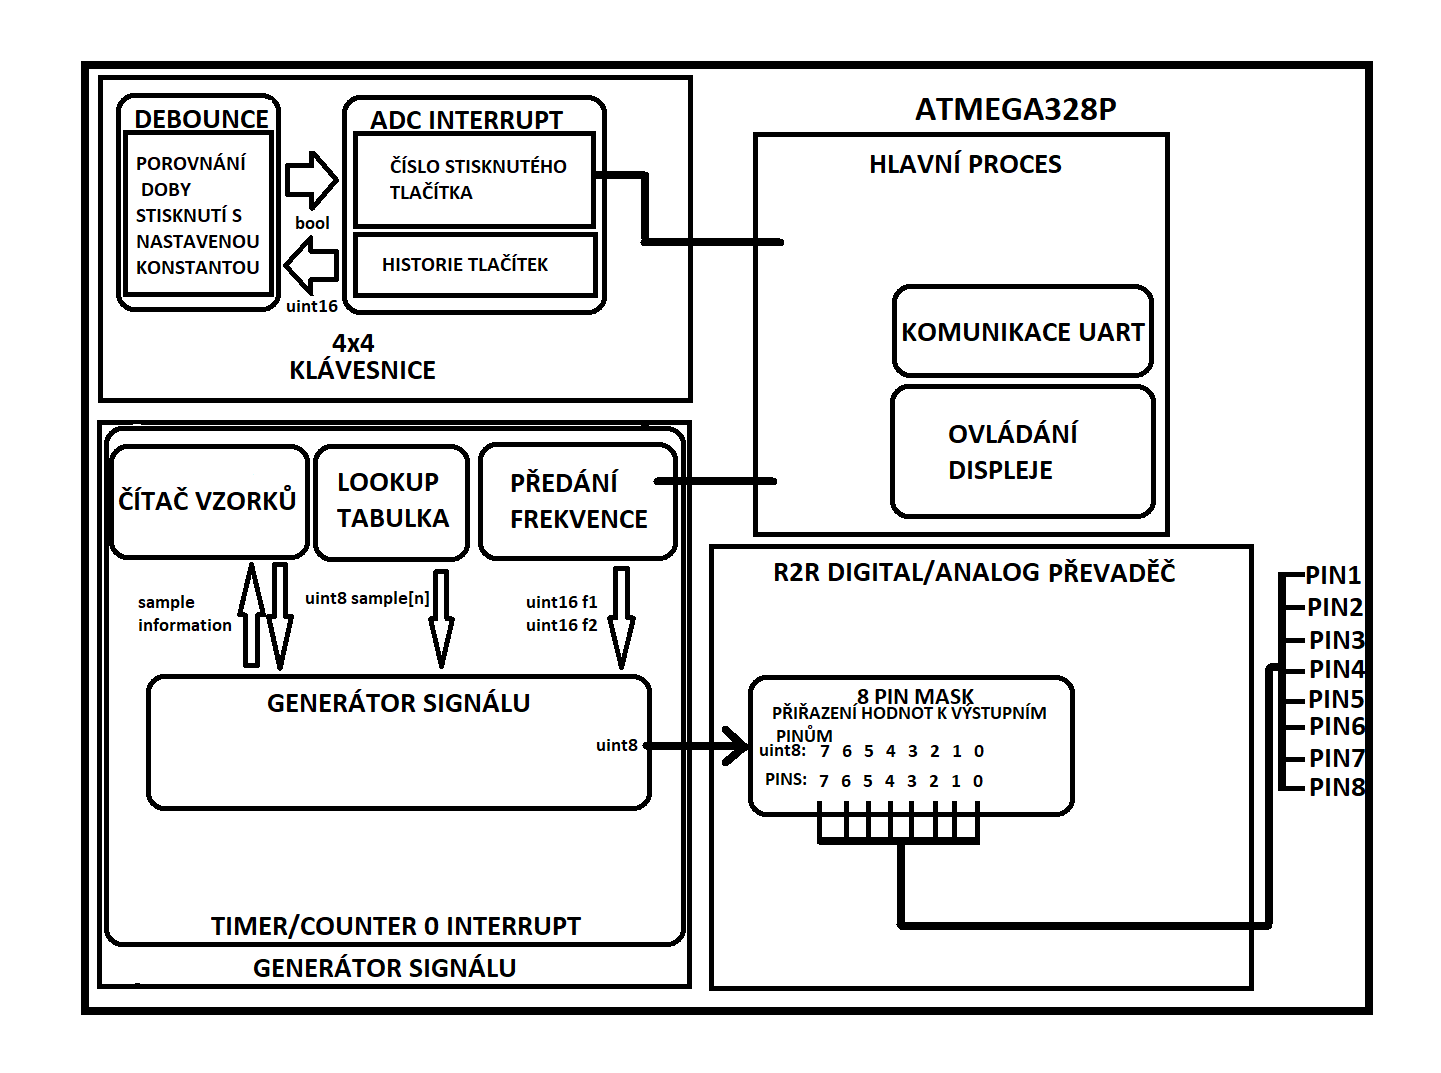 DEBOUNCE
POROVNÁNÍ
DOBY
STISKNUTÍ S
NASTAVENOU
KONSTANTOU
bool
uint16
ADC INTERRUPT
ČÍSLO STISKNUTÉHO
TLAČÍTKA
HISTORIE TLAČÍTEK
4x4
KLÁVESNICE
ATMEGA328P
HLAVNÍ PROCES
KOMUNIKACE UART
OVLÁDÁNÍ
DISPLEJE
ČÍTAČ VZORKŮ
LOOKUP
TABULKA
PŘEDÁNÍ
FREKVENCE
sample
information
uint8 sample[n]
uint16 f1
uint16 f2
GENERÁTOR SIGNÁLU
uint8
TIMER/COUNTER 0 INTERRUPT
GENERÁTOR SIGNÁLU
R2R DIGITAL/ANALOG PŘEVADĚČ
8 PIN MASK
PŘIŘAZENÍ HODNOT K VÝSTUPNÍM
PINŮM
uint8: 7 6 5 4 3 2 1 0
PINS: 7 6 5 4 3 2 1 0
PIN1
PIN2
PIN3
PIN4
PIN5
PIN6
PIN7
PIN8